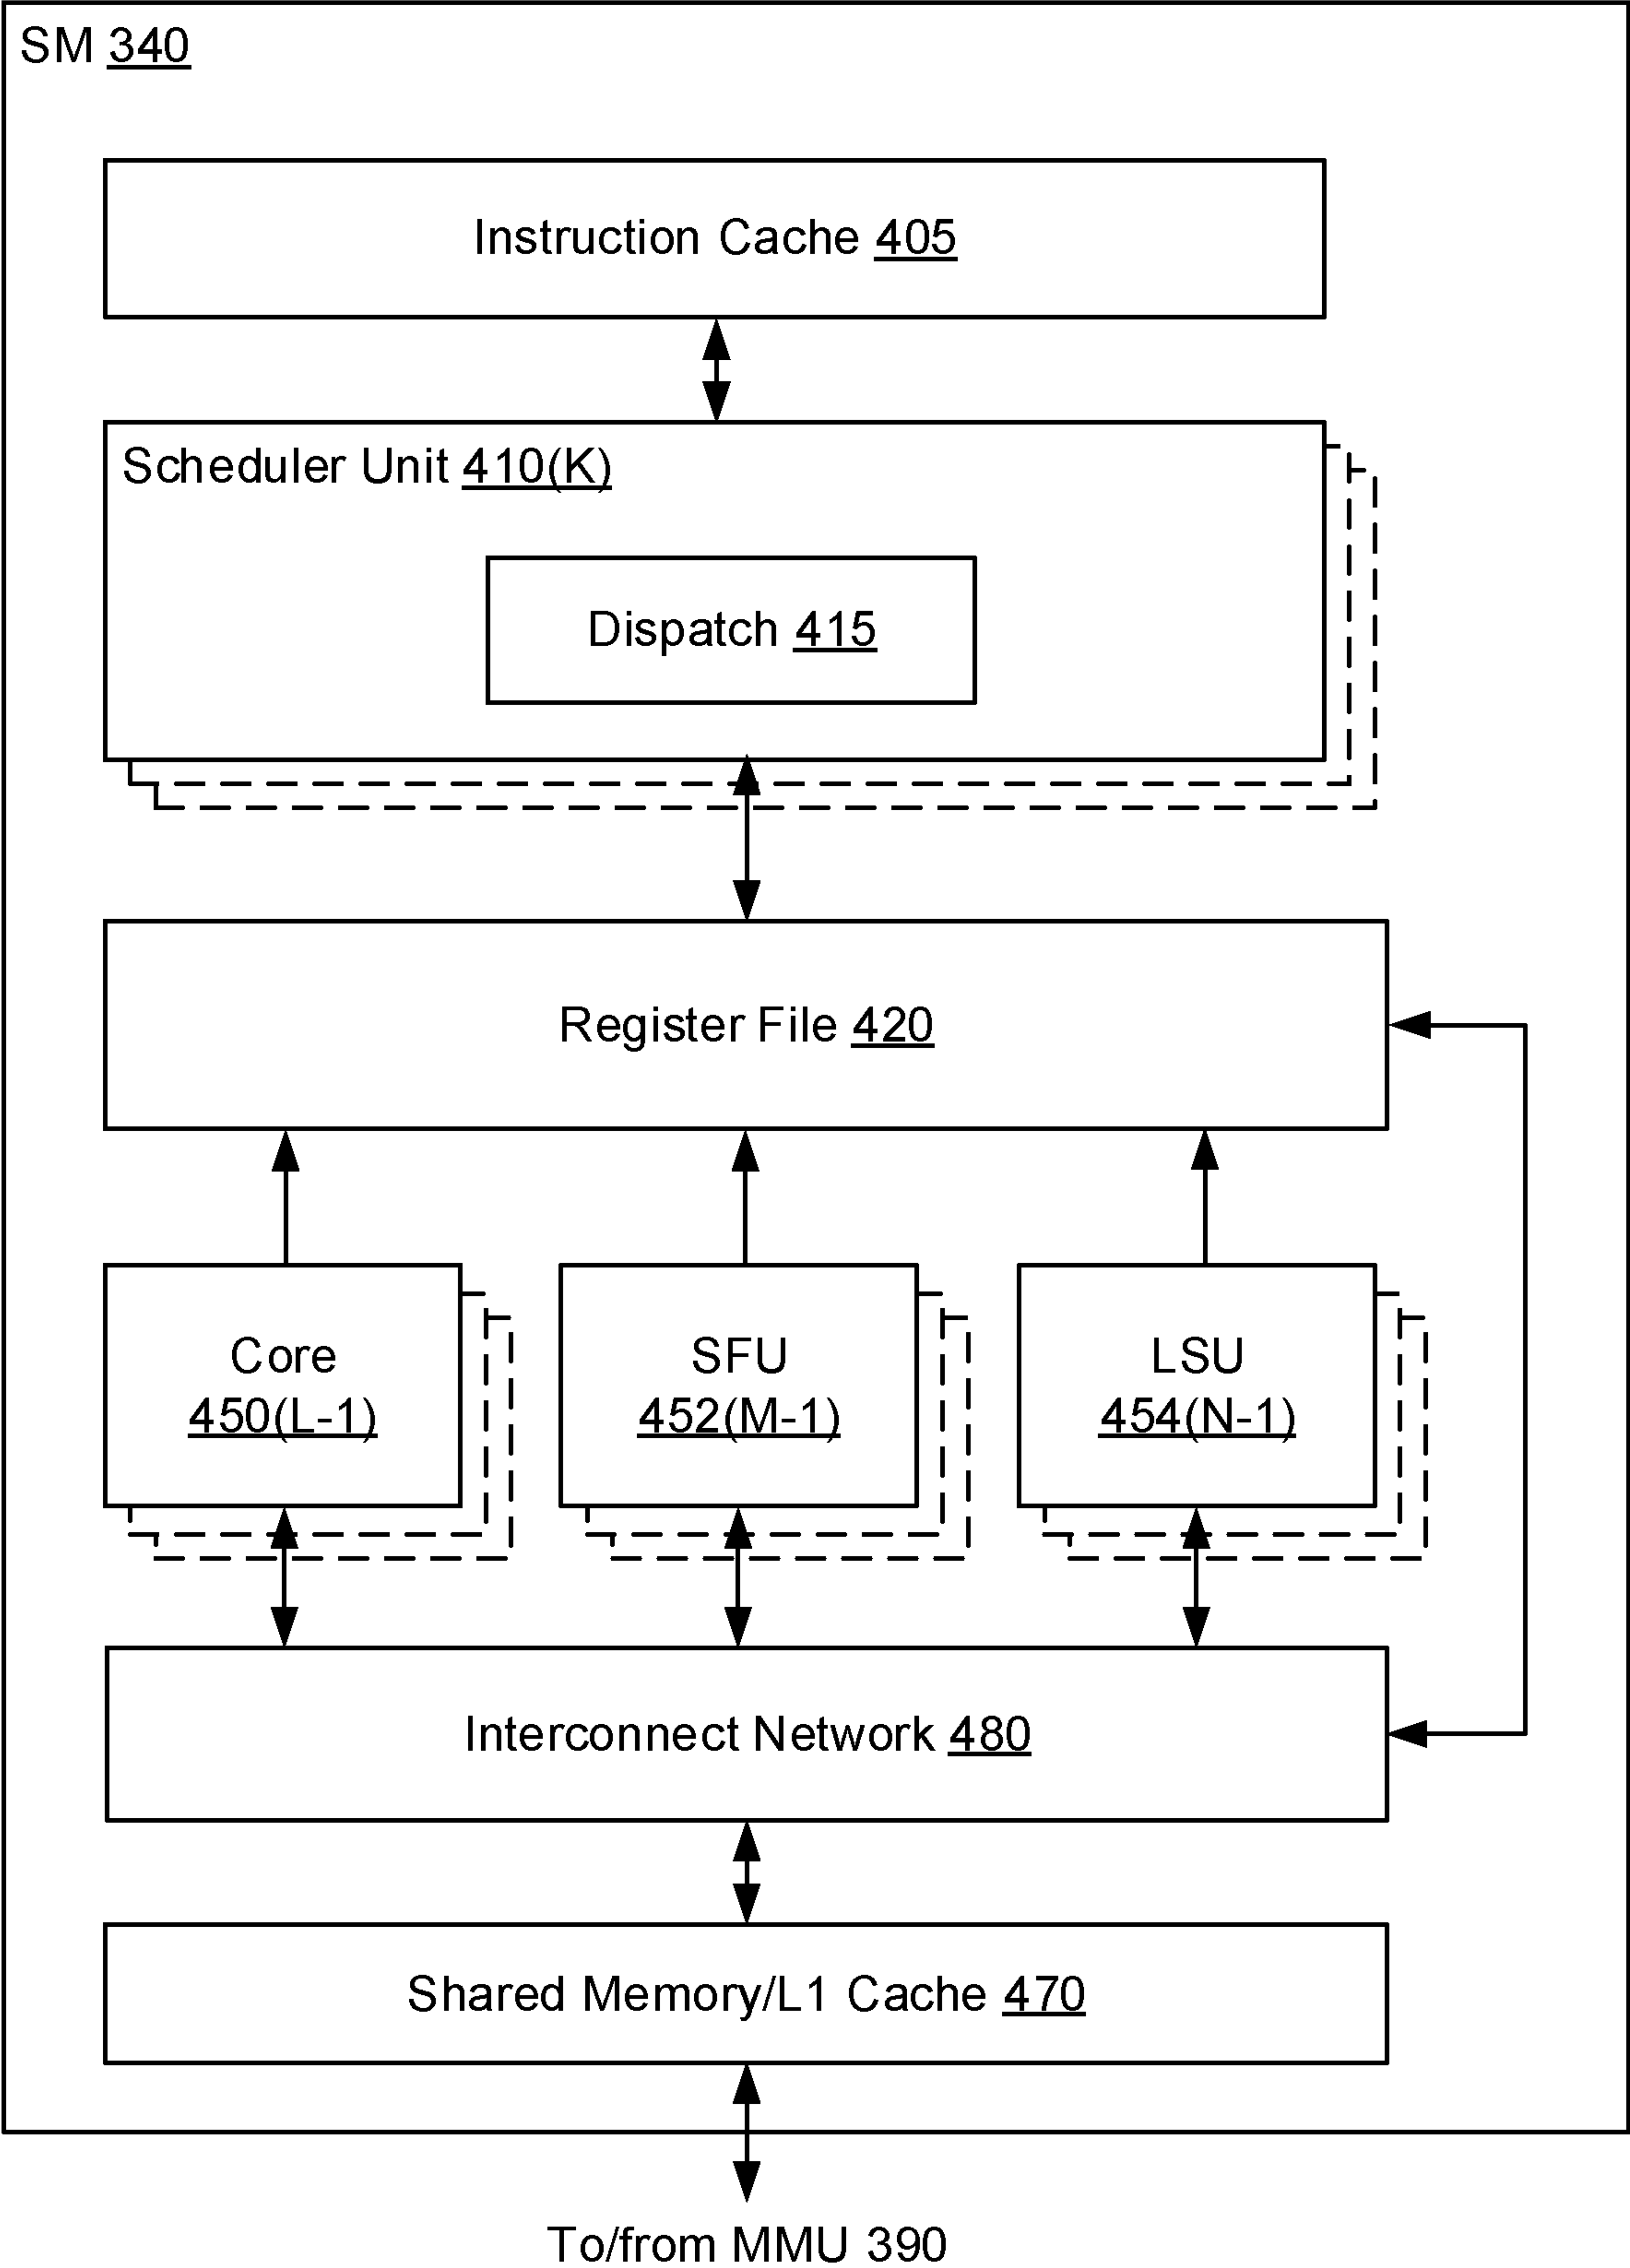 SM 340
Instruction Cache 405
Scheduler Unit 410(K)
Dispatch 415
Register File 420
Core
450(L-1)
SFU
452(M-1)
LSU
454(N-1)
Interconnect Network 480
Shared Memory/L1 Cache 470
To/from MMU 390